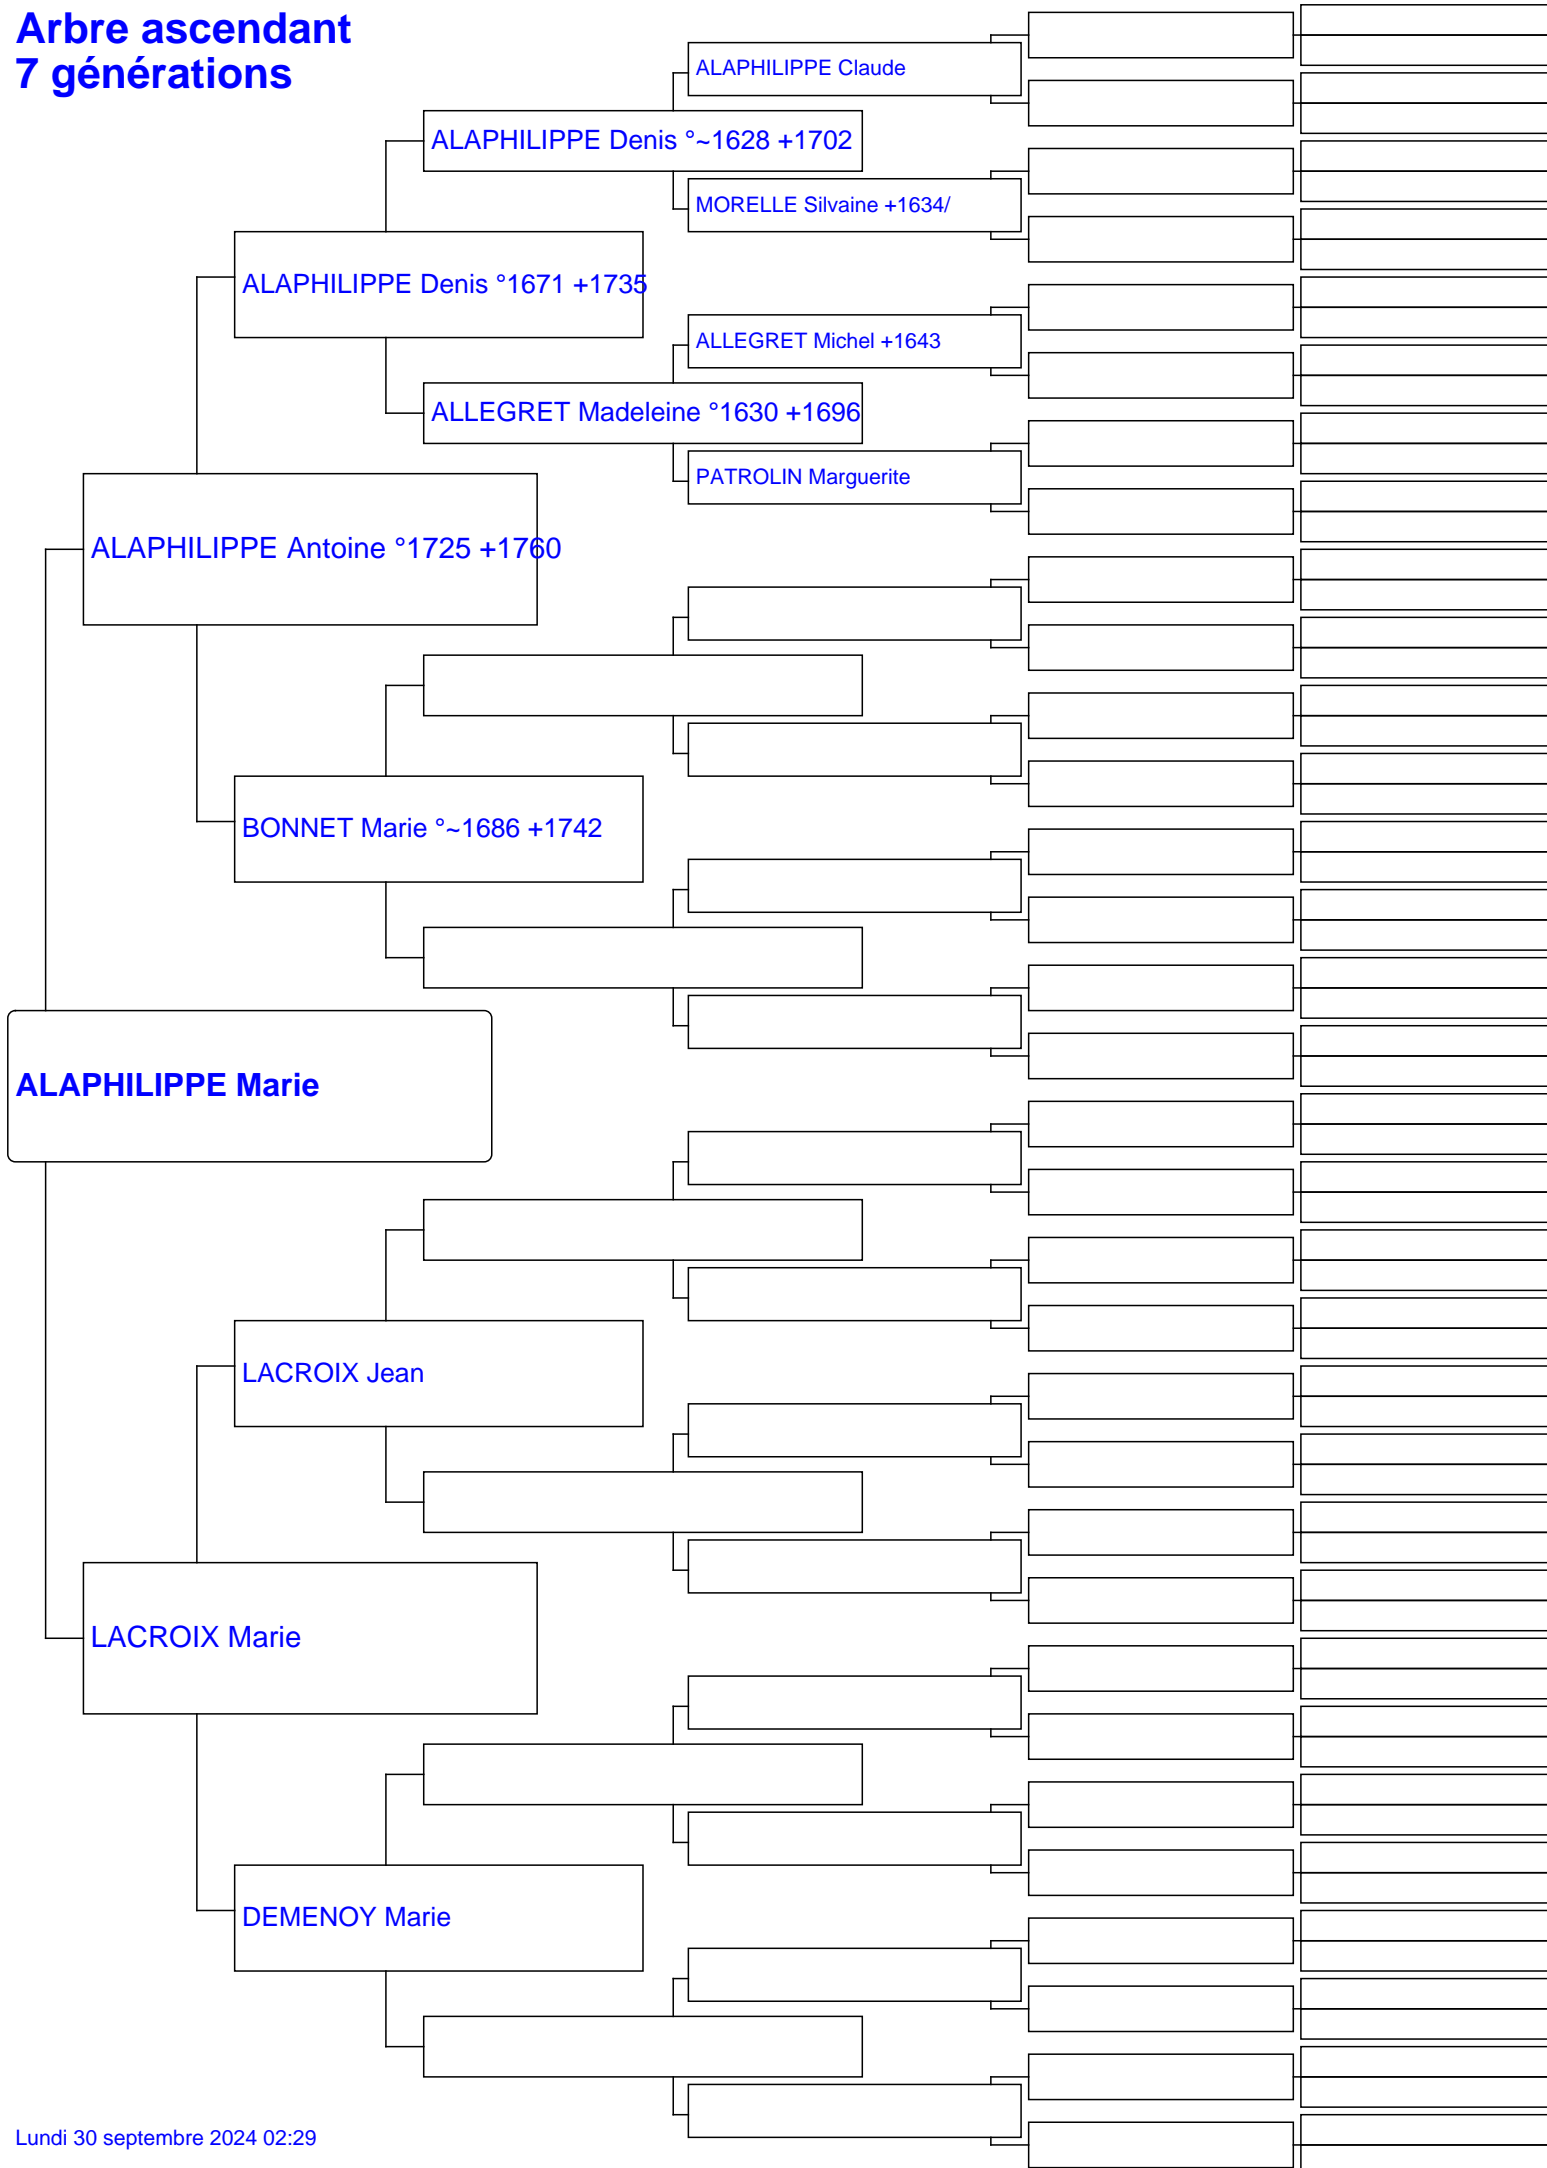 Arbre ascendant
7 générations
ALAPHILIPPE Claude
ALAPHILIPPE Denis °~1628 +1702
MORELLE Silvaine +1634/
ALAPHILIPPE Denis °1671 +1735
ALLEGRET Michel +1643
ALLEGRET Madeleine °1630 +1696
PATROLIN Marguerite
ALAPHILIPPE Antoine °1725 +1760
BONNET Marie °~1686 +1742
ALAPHILIPPE Marie
LACROIX Jean
LACROIX Marie
DEMENOY Marie
Lundi 30 septembre 2024 02:29